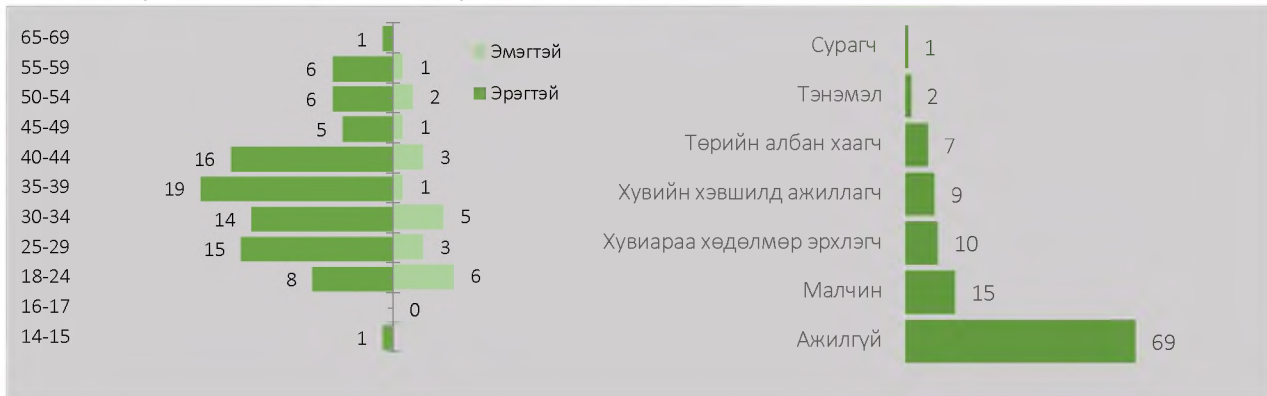 65-69 1
55-59 6 1
50-54 6 2
45-49 5 1
40-44 16 3
35-39 19 1
30-34 14 5
25-29 15 3
18-24 8 6
16-17 0
14-15 1
Эмэгтэй
Эрэгтэй
Сурагч 1
Тэнэмэл 2
Төрийн албан хаагч 7
Хувийн хэвшилд ажиллагч 9
Хувиараа хөдөлмөр эрхлэгч 10
Малчин 15
Ажилгүй 69